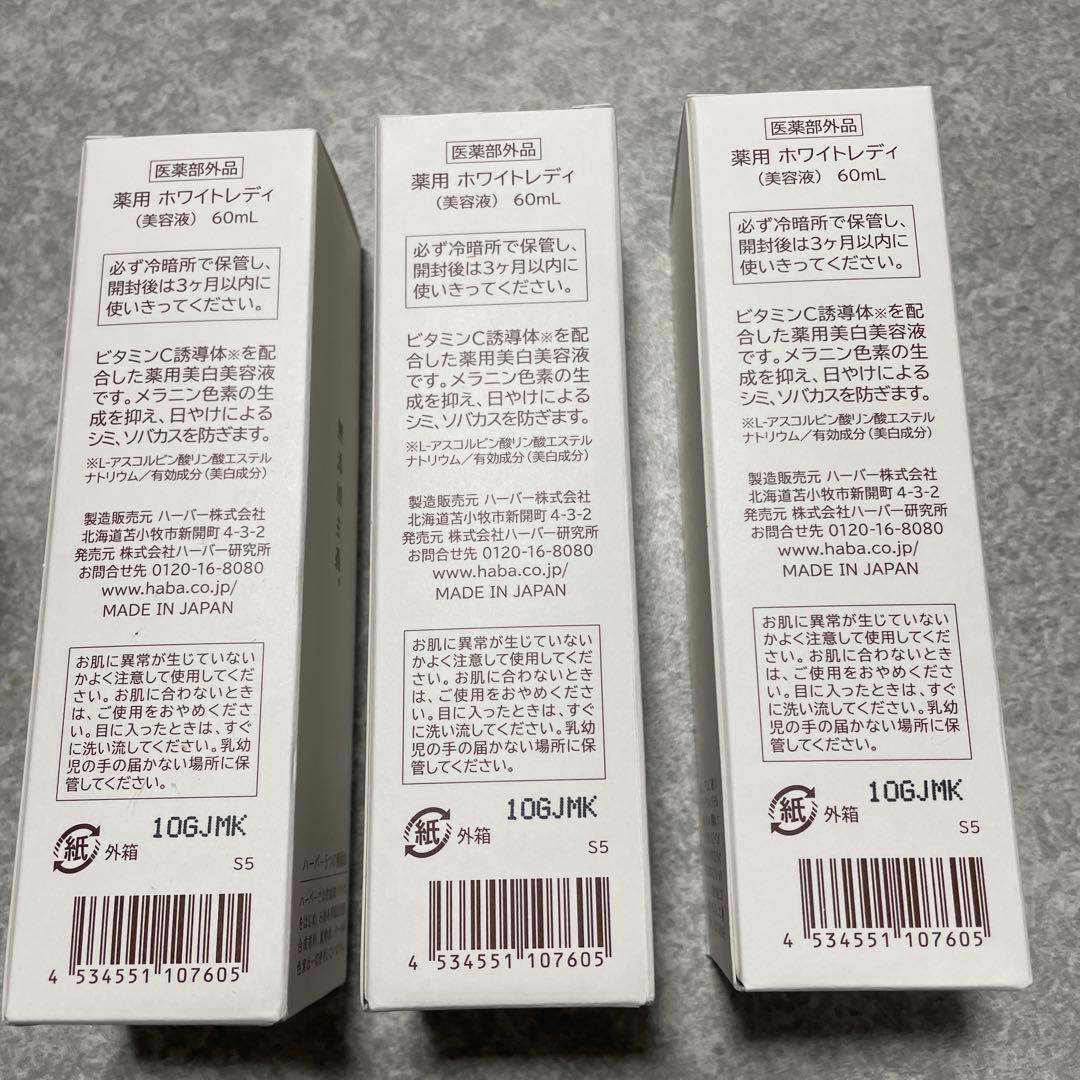 医薬部外品
薬用 ホワイトレディ
(美容液) 60mL
必ず冷暗所で保管し、
開封後は3ヶ月以内に
使いきってください。
ビタミンC誘導体※を配
合した薬用美白美容液
です。メラニン色素の生
成を抑え、日やけによる
シミ、ソバカスを防ぎます。
※L-アスコルビン酸リン酸エステル
ナトリウム/有効成分(美白成分)
製造販売元 ハーバー株式会社
北海道苫小牧市新開町 4-3-2
発売元 株式会社ハーバー研究所
お問合せ先 0120-16-8080
www.haba.co.jp/
MADE IN JAPAN
お肌に異常が生じていない
かよく注意して使用してくだ
さい。お肌に合わないとき
は、ご使用をおやめくださ
い。目に入ったときは、すぐ
に洗い流してください。乳幼
児の手の届かない場所に保
管してください。
10GJMK
紙 外箱
S5
4 534551 107605
医薬部外品
薬用 ホワイトレディ
(美容液) 60mL
必ず冷暗所で保管し、
開封後は3ヶ月以内に
使いきってください。
ビタミンC誘導体※を配
合した薬用美白美容液
です。メラニン色素の生
成を抑え、日やけによる
シミ、ソバカスを防ぎます。
※L-アスコルビン酸リン酸エステル
ナトリウム/有効成分(美白成分)
製造販売元 ハーバー株式会社
北海道苫小牧市新開町 4-3-2
発売元 株式会社ハーバー研究所
お問合せ先 0120-16-8080
www.haba.co.jp/
MADE IN JAPAN
お肌に異常が生じていない
かよく注意して使用してくだ
さい。お肌に合わないとき
は、ご使用をおやめくださ
い。目に入ったときは、すぐ
に洗い流してください。乳幼
児の手の届かない場所に保
管してください。
10GJMK
紙 外箱
S5
4 534551 107605
医薬部外品
薬用 ホワイトレディ
(美容液) 60mL
必ず冷暗所で保管し、
開封後は3ヶ月以内に
使いきってください。
ビタミンC誘導体※を配
合した薬用美白美容液
です。メラニン色素の生
成を抑え、日やけによる
シミ、ソバカスを防ぎます。
※L-アスコルビン酸リン酸エステル
ナトリウム/有効成分(美白成分)
製造販売元 ハーバー株式会社
北海道苫小牧市新開町 4-3-2
発売元 株式会社ハーバー研究所
お問合せ先 0120-16-8080
www.haba.co.jp/
MADE IN JAPAN
お肌に異常が生じていない
かよく注意して使用してくだ
さい。お肌に合わないとき
は、ご使用をおやめくださ
い。目に入ったときは、すぐ
に洗い流してください。乳幼
児の手の届かない場所に保
管してください。
10GJMK
紙 外箱
S5
4 534551 107605